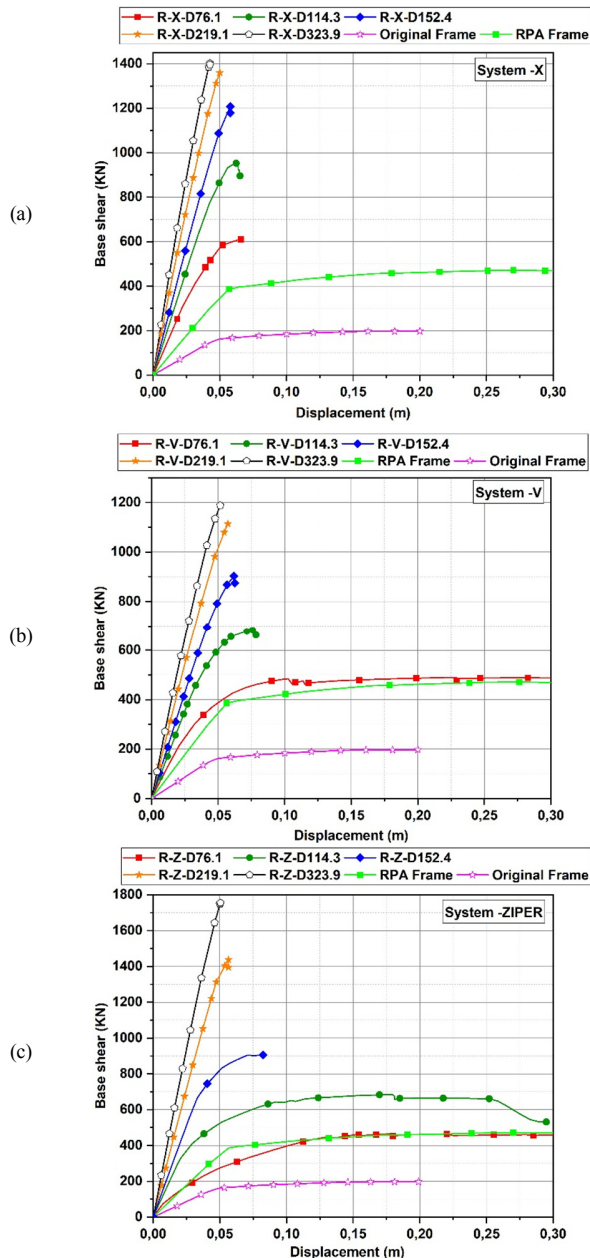 R-X-D76.1 R-X-D114.3 R-X-D152.4
R-X-D219.1 R-X-D323.9 Original Frame RPA Frame
System -X
(a)
Base shear (KN)
1400
1200
1000
800
600
400
200
0
0,00 0,05 0,10 0,15 0,20 0,25 0,30
Displacement (m)
R-V-D76.1 R-V-D114.3 R-V-D152.4
R-V-D219.1 R-V-D323.9 RPA Frame Original Frame
System -V
(b)
Base shear (KN)
1200
1000
800
600
400
200
0
0,00 0,05 0,10 0,15 0,20 0,25 0,30
Displacement (m)
R-Z-D76.1 R-Z-D114.3 R-Z-D152.4
R-Z-D219.1 R-Z-D323.9 RPA Frame Original Frame
System -ZIPER
(c)
Base shear (KN)
1800
1600
1400
1200
1000
800
600
400
200
0
0,00 0,05 0,10 0,15 0,20 0,25 0,30
Displacement (m)